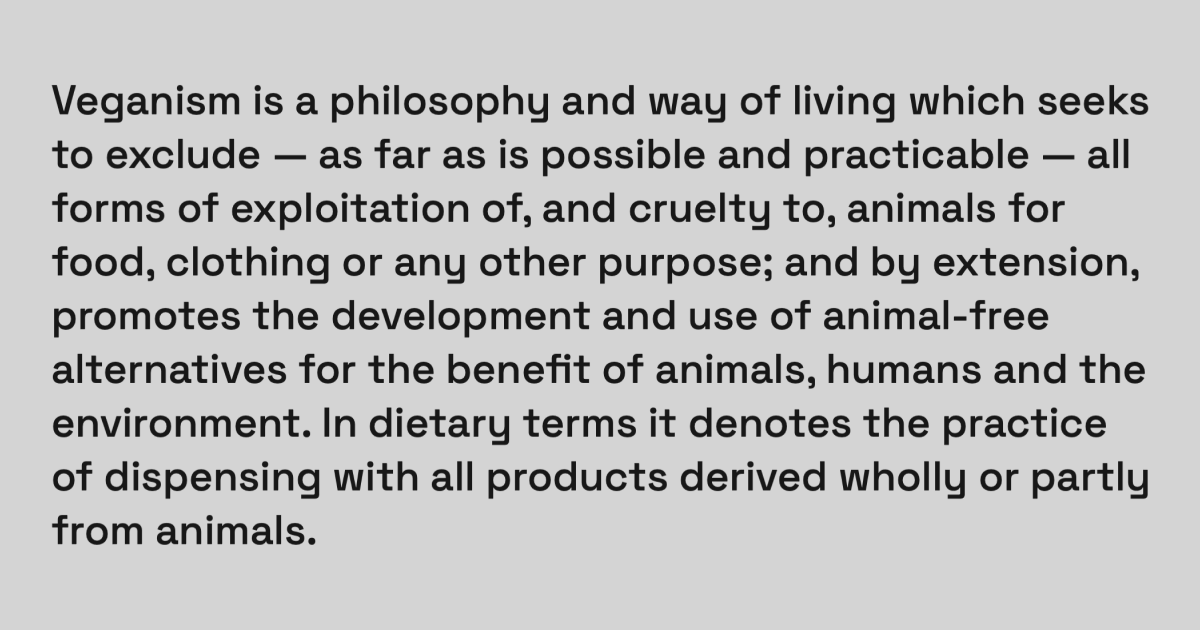 Veganism is a philosophy and way of living which seeks
to exclude — as far as is possible and practicable — all
forms of exploitation of, and cruelty to, animals for
food, clothing or any other purpose; and by extension,
promotes the development and use of animal-free
alternatives for the benefit of animals, humans and the
environment. In dietary terms it denotes the practice
of dispensing with all products derived wholly or partly
from animals.